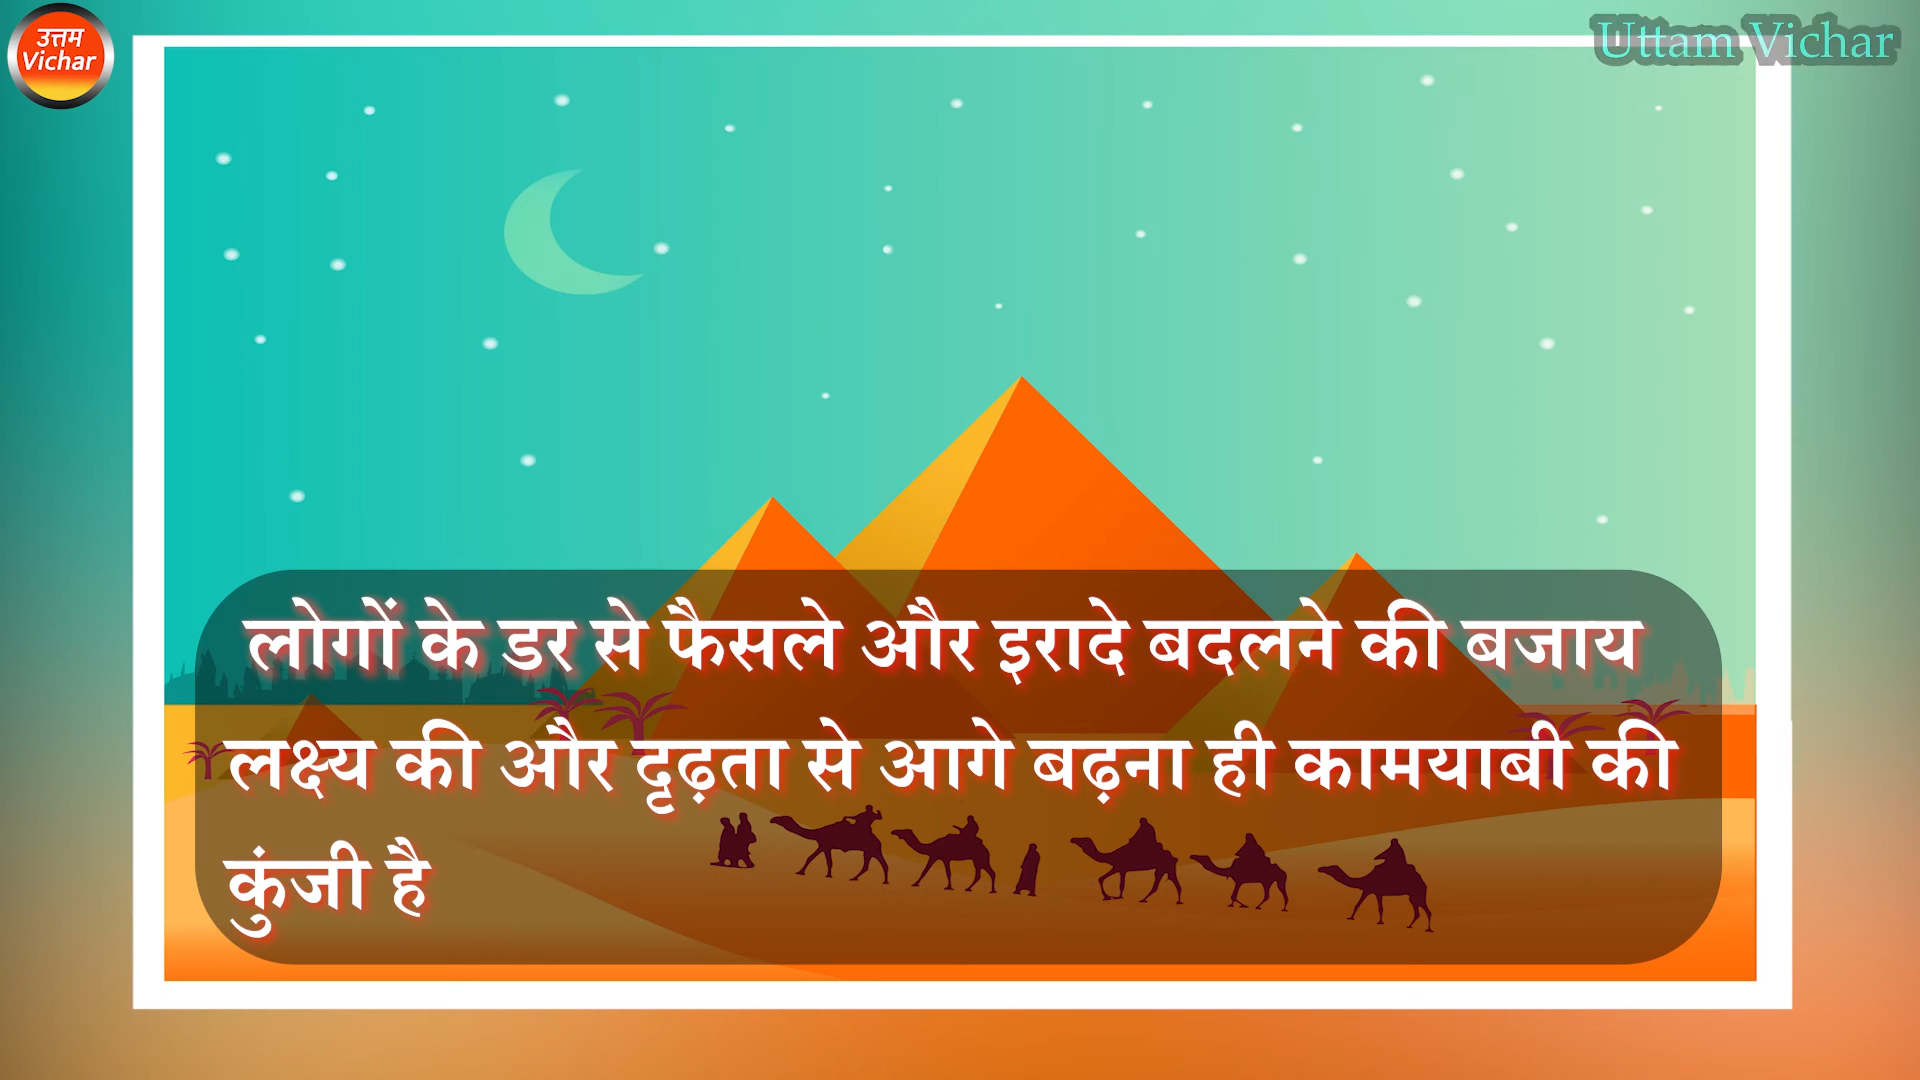 उत्तम
Vichar
Uttam Vichar
लोगों के डर से फैसले और इरादे बदलने की बजाय
लक्ष्य की और दृढ़ता से आगे बढ़ना ही कामयाबी की
कुंजी है